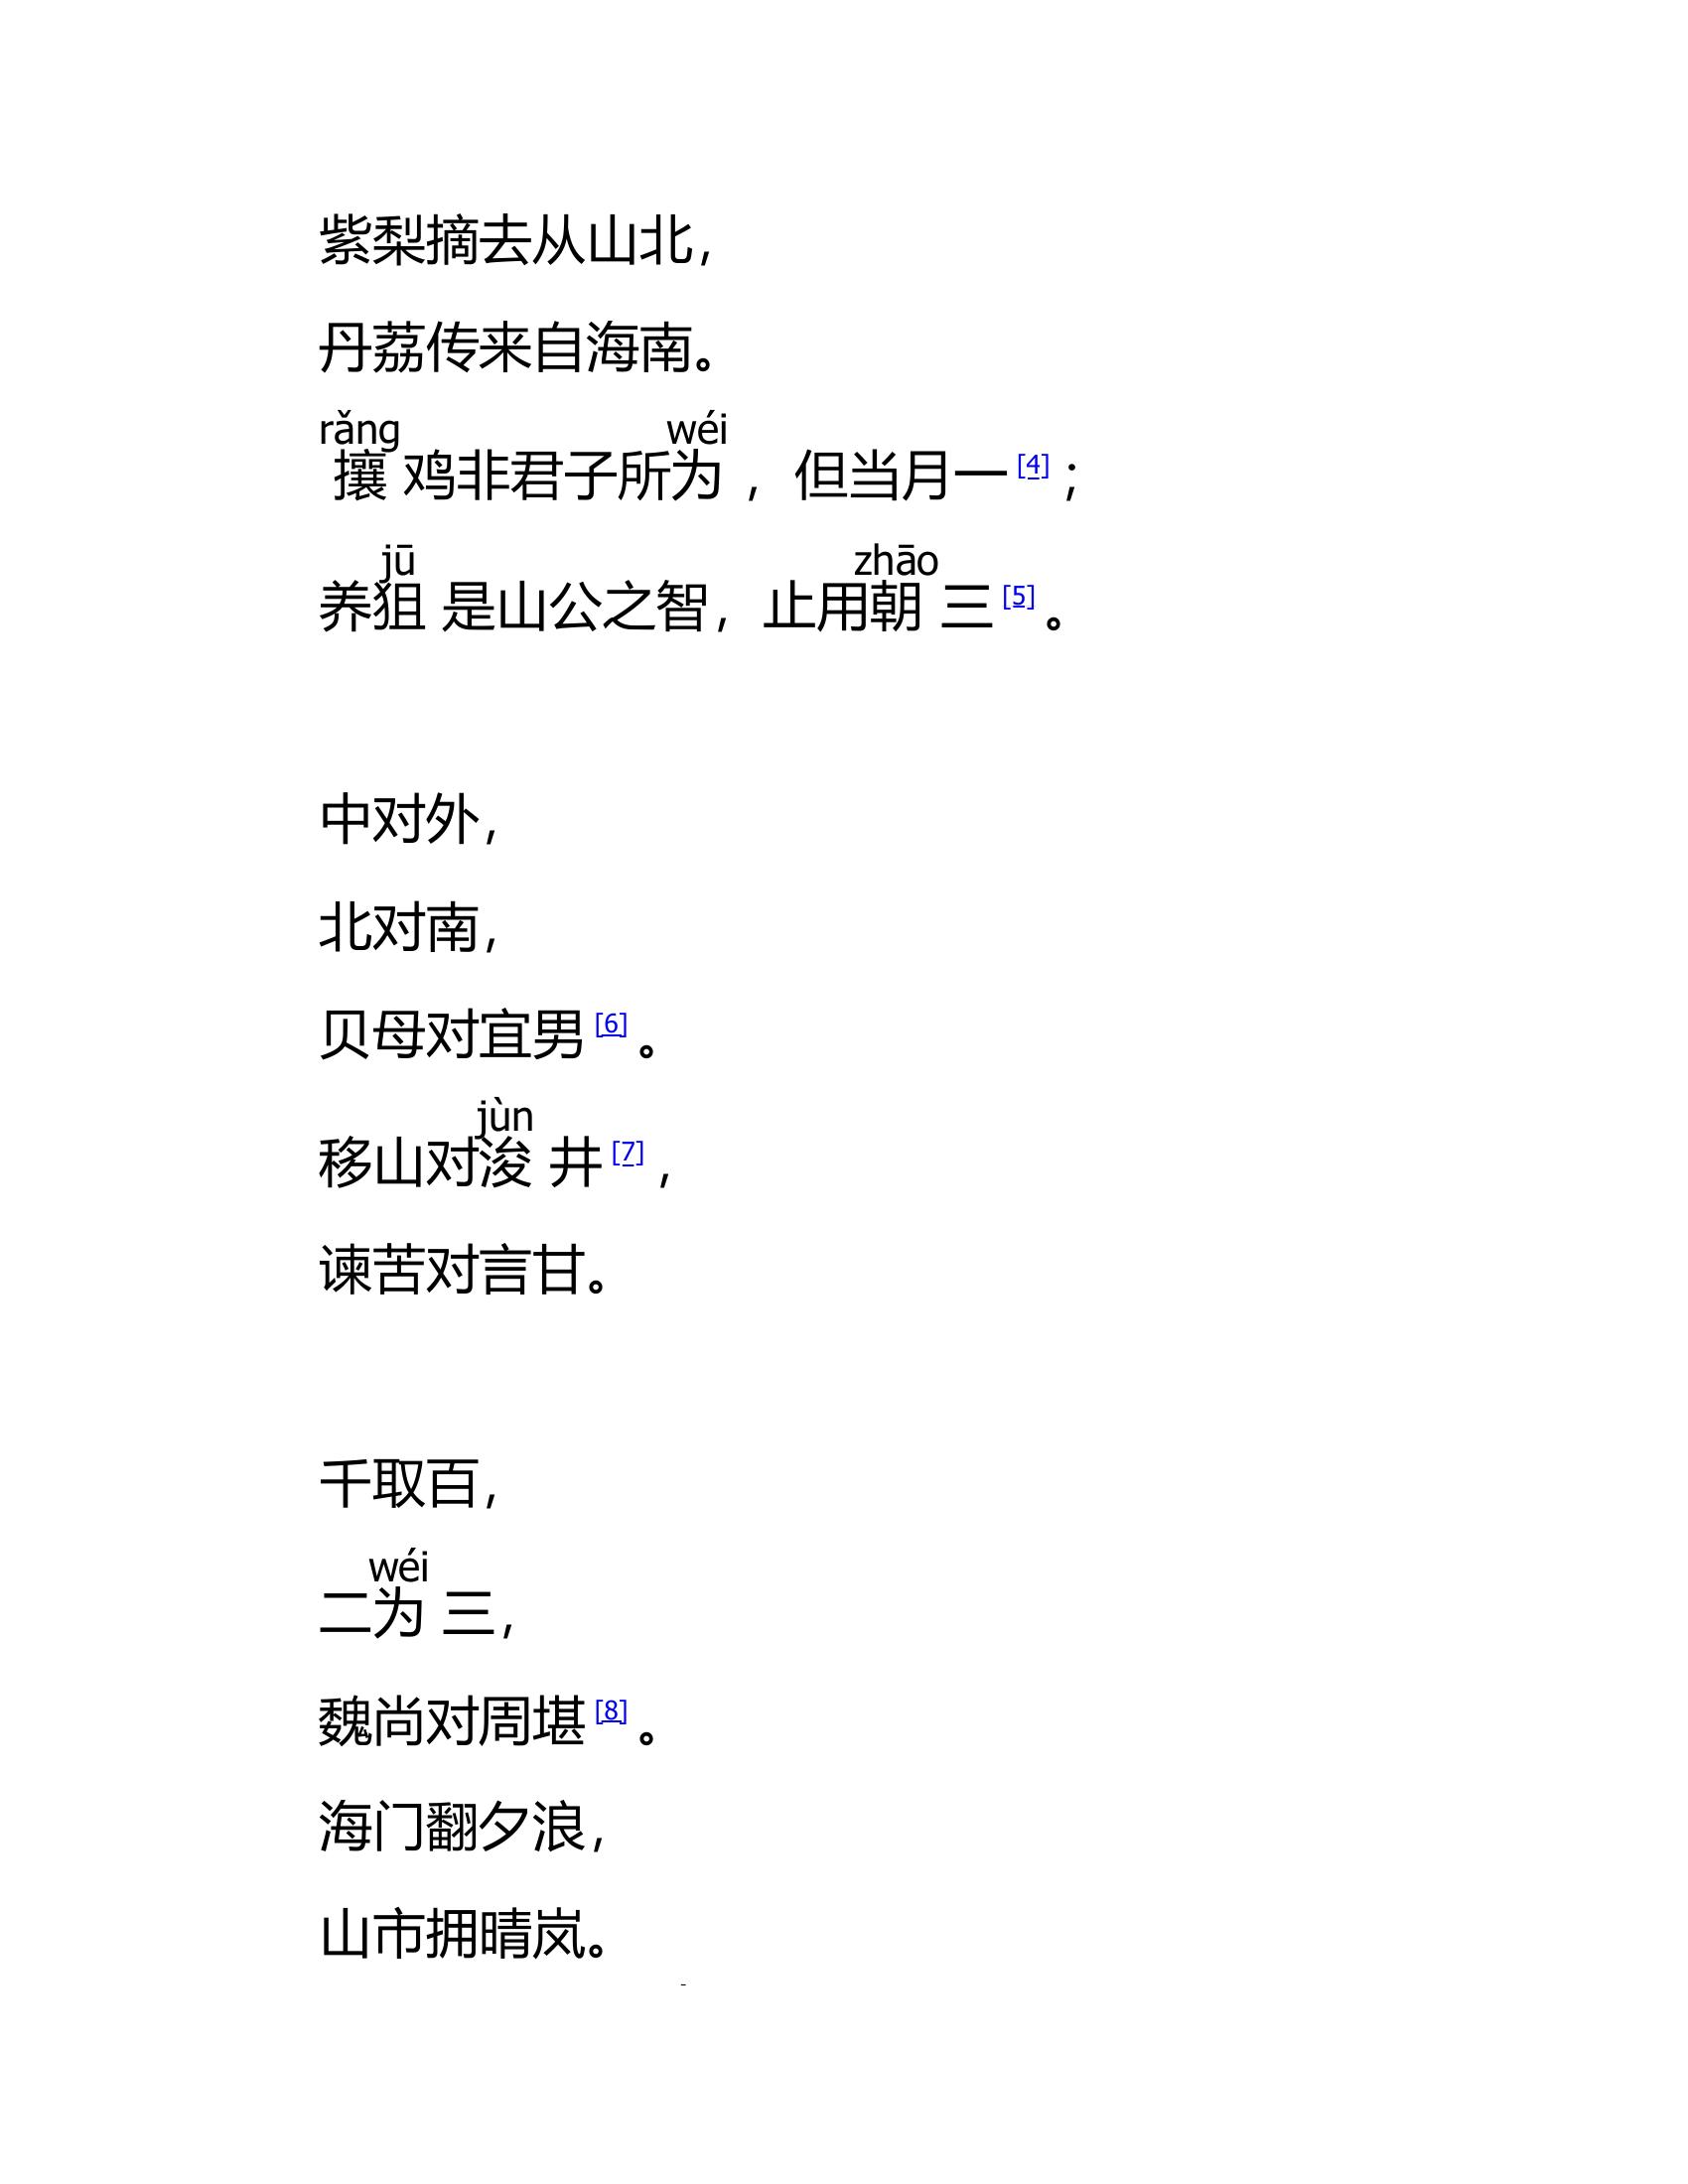 紫梨摘去从山北，
丹荔传来自海南。
rǎng wéi
攘鸡非君子所为，但当月一[4]；
jū zhāo
养狙是山公之智，止用朝三[5]。
中对外，
北对南，
贝母对宜男[6]。
jùn
移山对浚井[7]，
谏苦对言甘。
千取百，
wéi
二为三，
魏尚对周堪[8]。
海门翻夕浪，
山市拥晴岚。